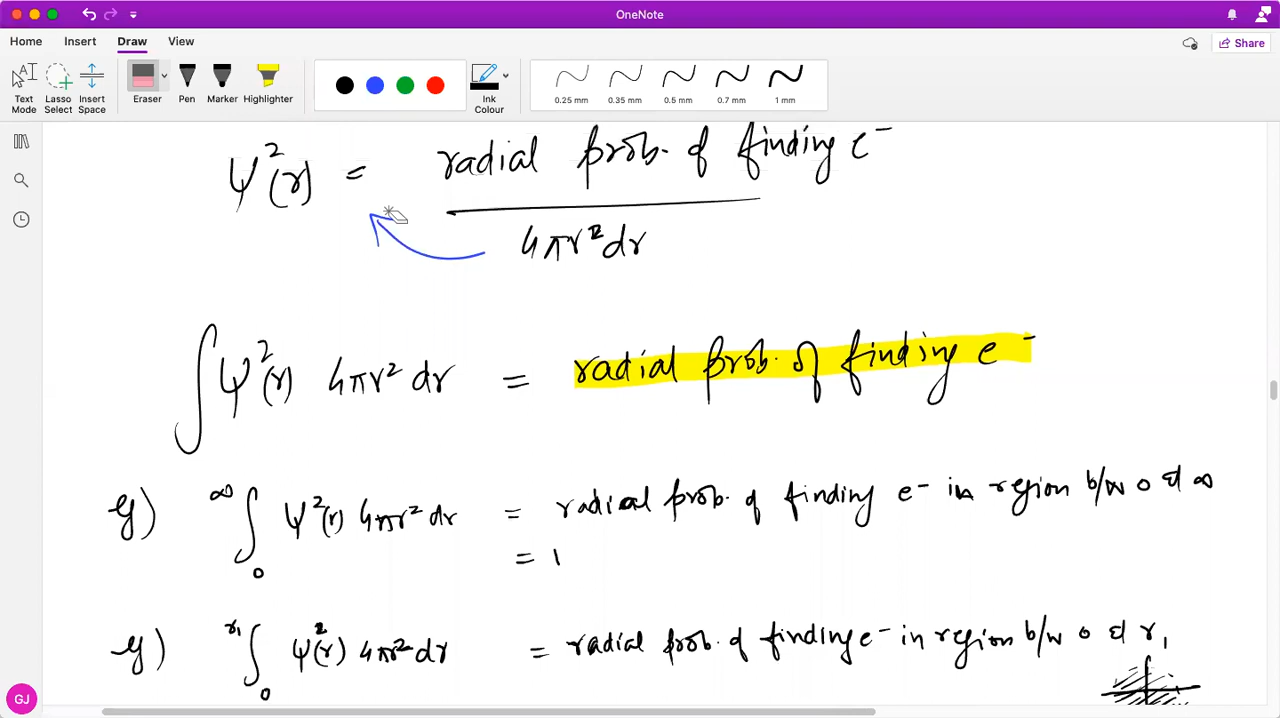 OneNote
Home Insert Draw View
Share
Text Mode
Lasso Select
Insert Space
Eraser
Pen
Marker
Highlighter
Ink Colour
0.25 mm
0.35 mm
0.5 mm
0.7 mm
1 mm
ψ²(r) = radial prob. of finding e⁻
4πr²dr
∫ψ²(r) 4πr² dr = radial prob. of finding e⁻
eg) ∞ ∫ 0 ψ²(r) 4πr² dr = radial prob. of finding e⁻ in region b/w 0 & ∞
= 1
eg) r₁ ∫ 0 ψ²(r) 4πr² dr = radial prob. of finding e⁻ in region b/w 0 & r₁
GJ